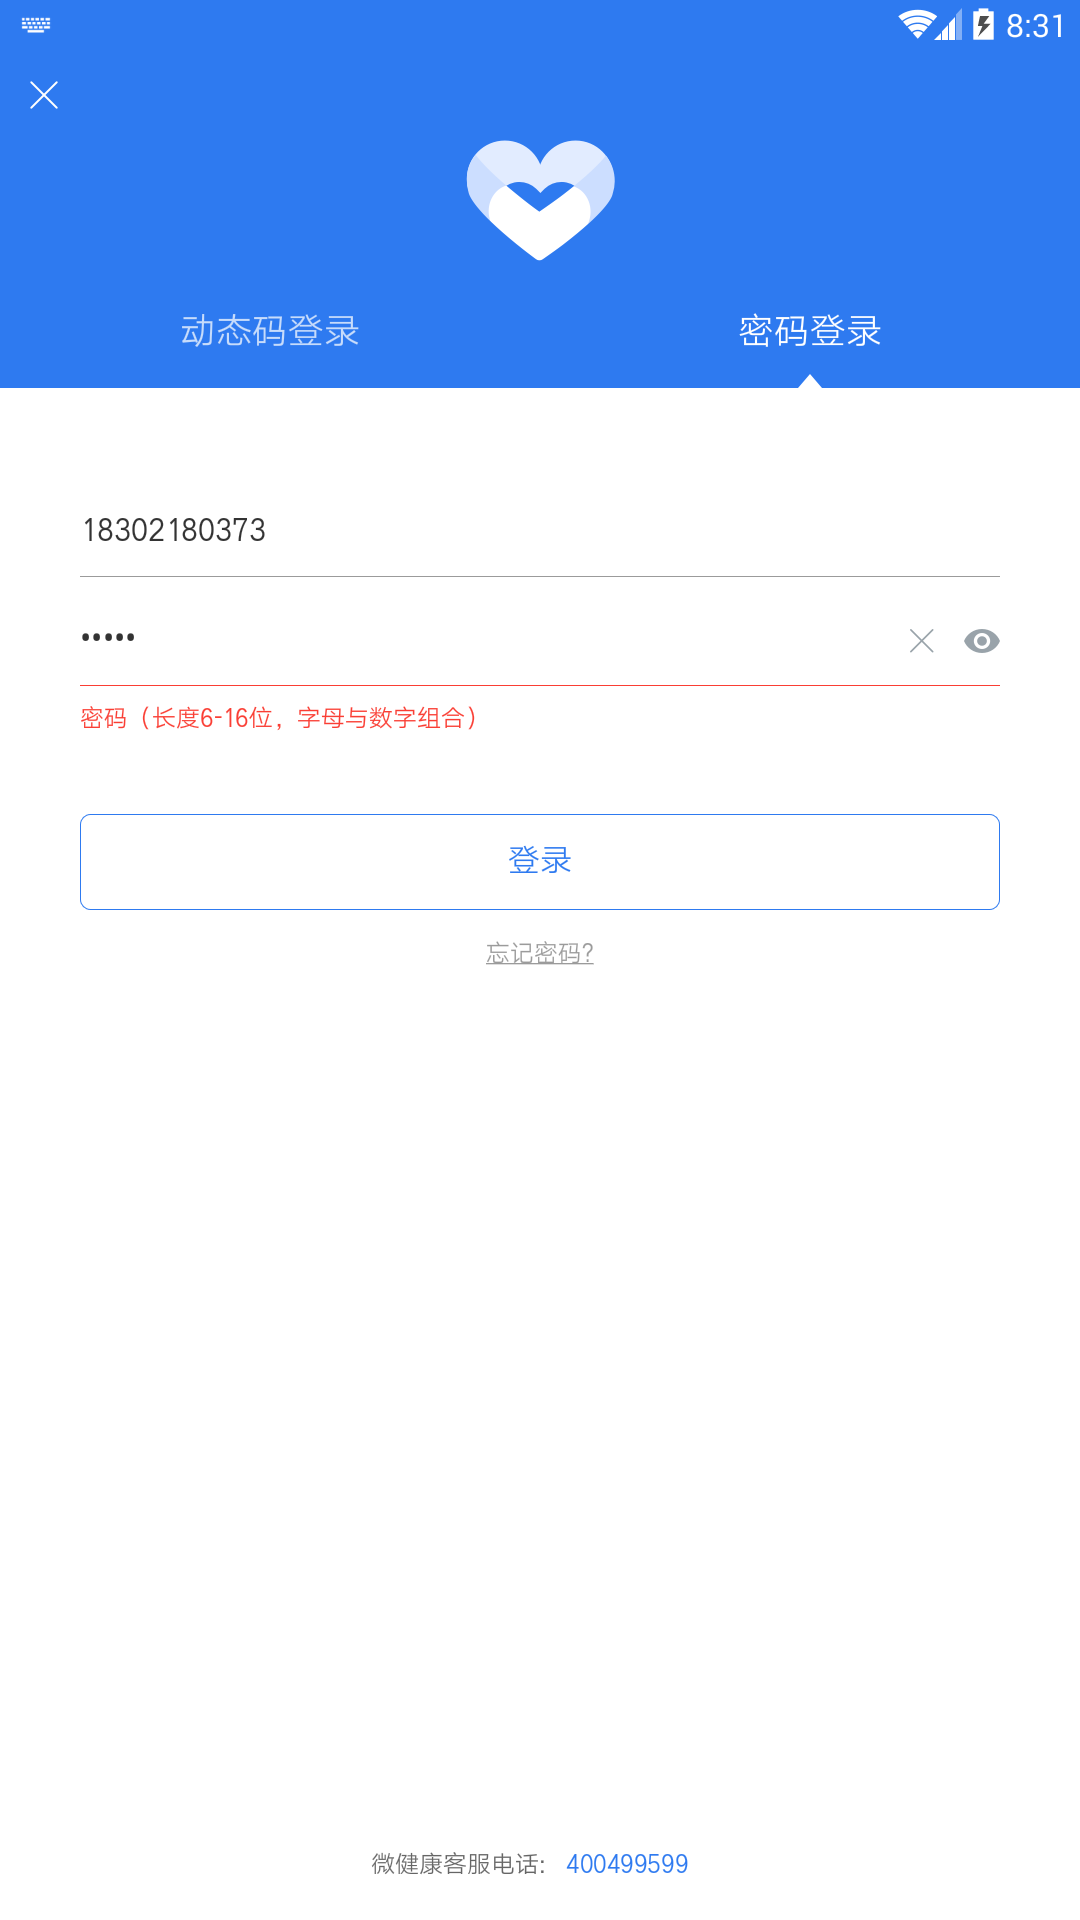 8:31
动态码登录
密码登录
18302180373
•••••
密码（长度6-16位，字母与数字组合）
登录
忘记密码?
微健康客服电话: 400499599